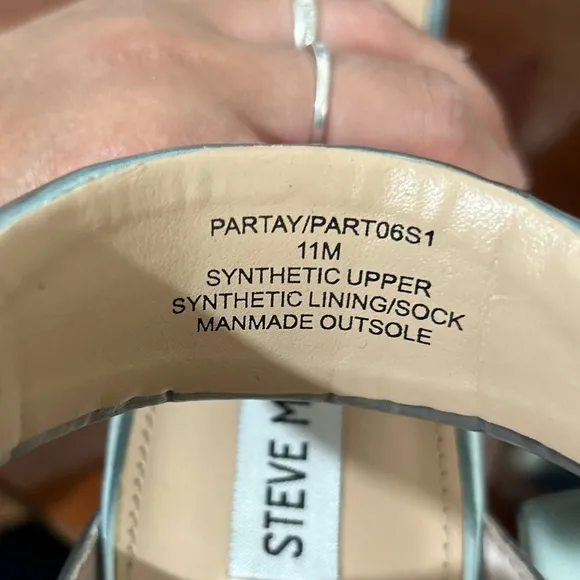 PARTAY/PART06S1
11M
SYNTHETIC UPPER
SYNTHETIC LINING/SOCK
MANMADE OUTSOLE
STEVE M